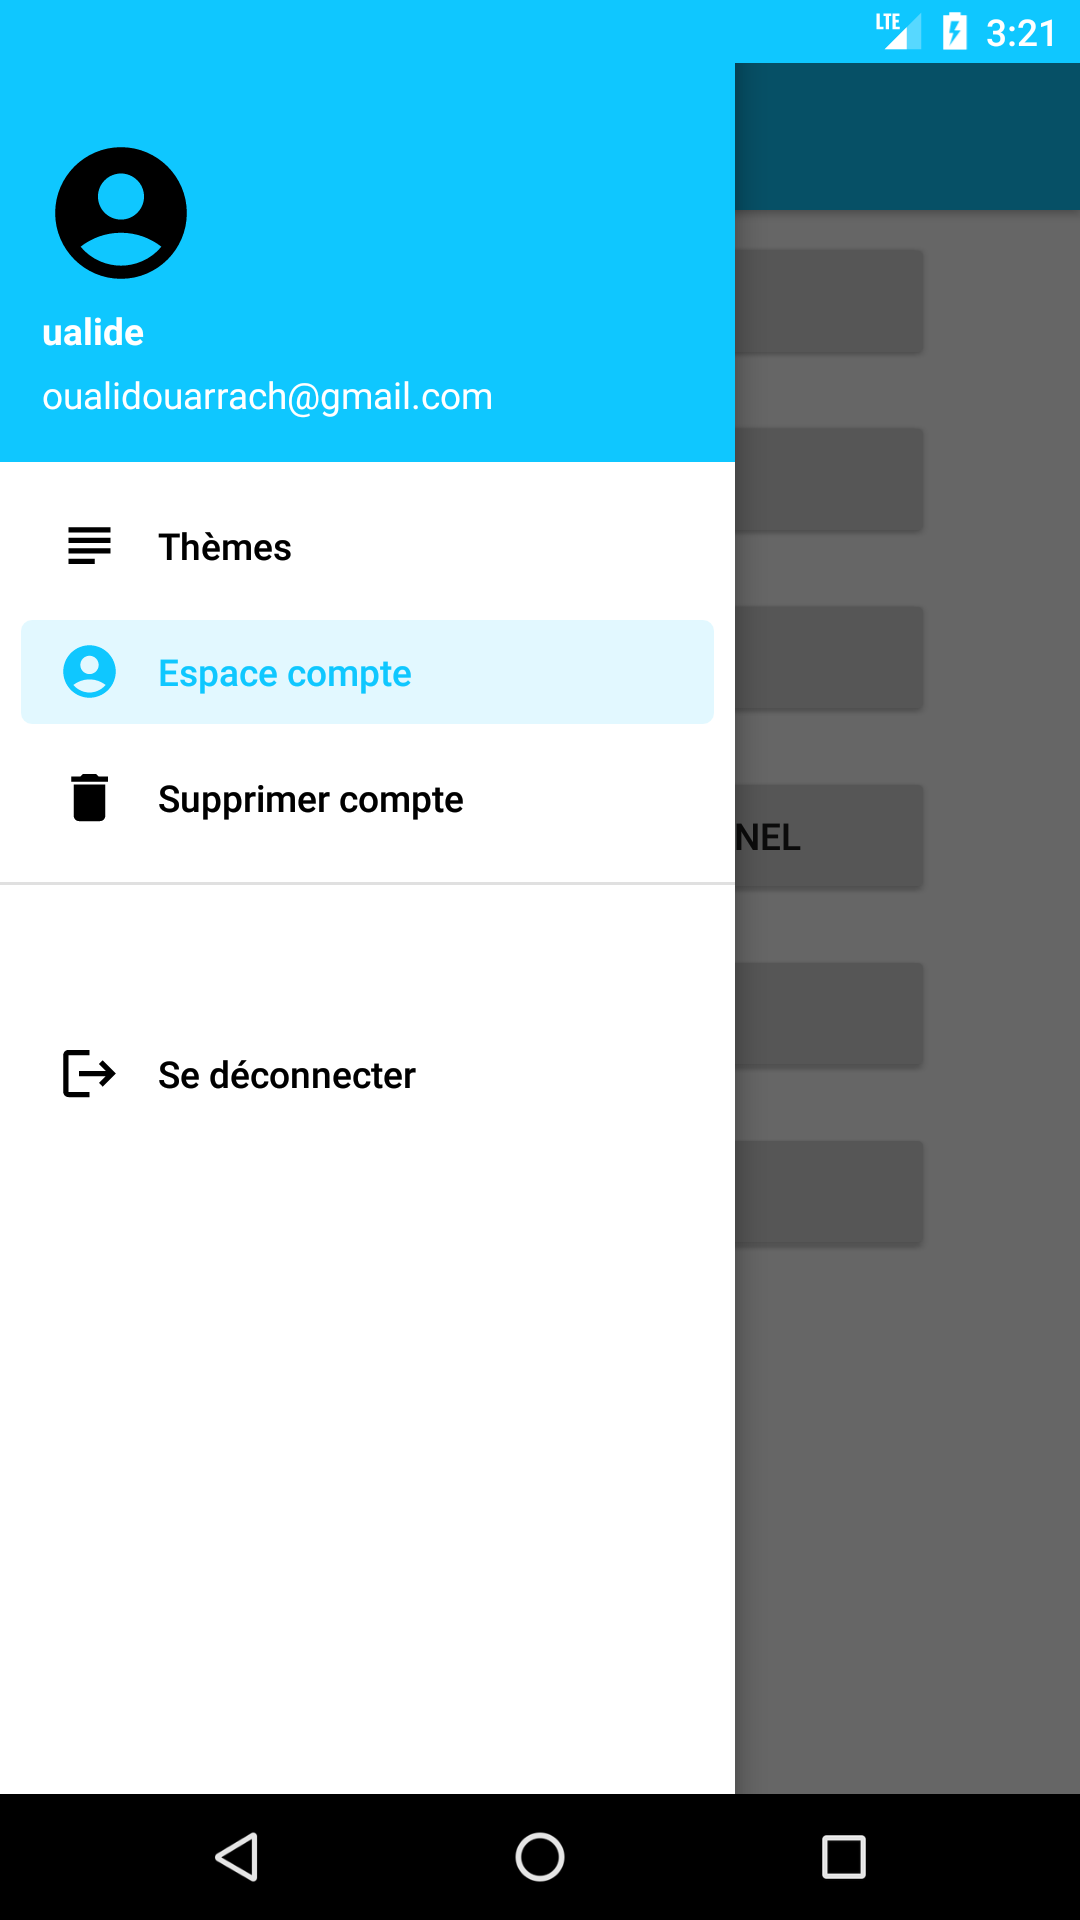 LTE 3:21
ualide
oualidouarrach@gmail.com
Thèmes
Espace compte
Supprimer compte
NEL
Se déconnecter